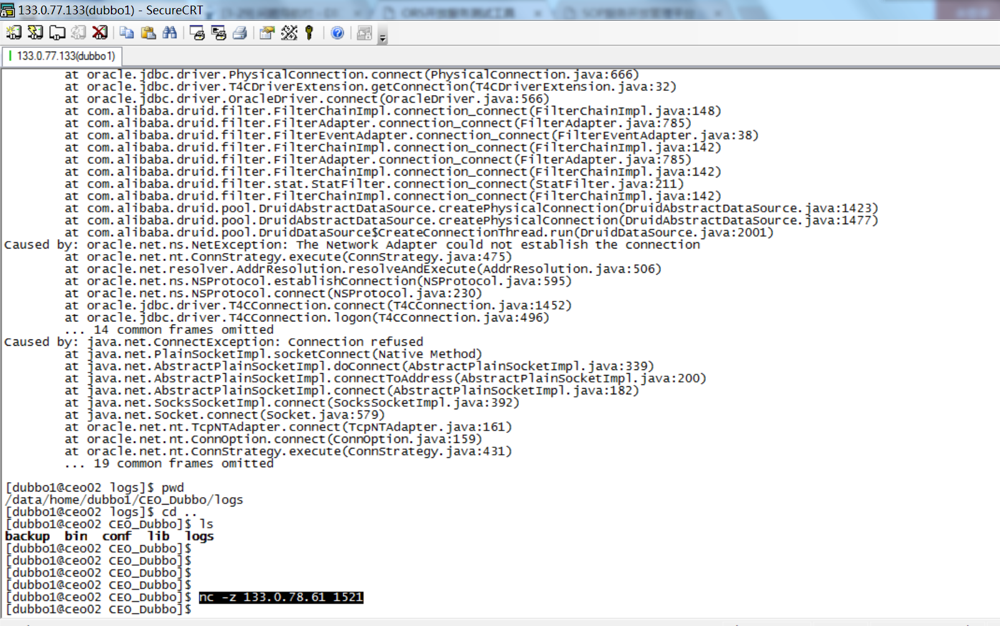 133.0.77.133(dubbo1) - SecureCRT
133.0.77.133(dubbo1)
at oracle.jdbc.driver.PhysicalConnection.connect(PhysicalConnection.java:666)
at oracle.jdbc.driver.T4CDriverExtension.getConnection(T4CDriverExtension.java:32)
at oracle.jdbc.driver.OracleDriver.connect(OracleDriver.java:566)
at com.alibaba.druid.filter.FilterChainImpl.connection_connect(FilterChainImpl.java:148)
at com.alibaba.druid.filter.FilterAdapter.connection_connect(FilterAdapter.java:785)
at com.alibaba.druid.filter.FilterEventAdapter.connection_connect(FilterEventAdapter.java:38)
at com.alibaba.druid.filter.FilterChainImpl.connection_connect(FilterChainImpl.java:142)
at com.alibaba.druid.filter.FilterAdapter.connection_connect(FilterAdapter.java:785)
at com.alibaba.druid.filter.FilterChainImpl.connection_connect(FilterChainImpl.java:142)
at com.alibaba.druid.filter.stat.StatFilter.connection_connect(StatFilter.java:211)
at com.alibaba.druid.filter.FilterChainImpl.connection_connect(FilterChainImpl.java:142)
at com.alibaba.druid.pool.DruidAbstractDataSource.createPhysicalConnection(DruidAbstractDataSource.java:1423)
at com.alibaba.druid.pool.DruidAbstractDataSource.createPhysicalConnection(DruidAbstractDataSource.java:1477)
at com.alibaba.druid.pool.DruidDataSource$CreateConnectionThread.run(DruidDataSource.java:2001)
Caused by: oracle.net.ns.NetException: The Network Adapter could not establish the connection
at oracle.net.nt.ConnStrategy.execute(ConnStrategy.java:475)
at oracle.net.resolver.AddrResolution.resolveAndExecute(AddrResolution.java:506)
at oracle.net.ns.NSProtocol.establishConnection(NSProtocol.java:595)
at oracle.net.ns.NSProtocol.connect(NSProtocol.java:230)
at oracle.jdbc.driver.T4CConnection.connect(T4CConnection.java:1452)
at oracle.jdbc.driver.T4CConnection.logon(T4CConnection.java:496)
... 14 common frames omitted
Caused by: java.net.ConnectException: Connection refused
at java.net.PlainSocketImpl.socketConnect(Native Method)
at java.net.AbstractPlainSocketImpl.doConnect(AbstractPlainSocketImpl.java:339)
at java.net.AbstractPlainSocketImpl.connectToAddress(AbstractPlainSocketImpl.java:200)
at java.net.AbstractPlainSocketImpl.connect(AbstractPlainSocketImpl.java:182)
at java.net.SocksSocketImpl.connect(SocksSocketImpl.java:392)
at java.net.Socket.connect(Socket.java:579)
at oracle.net.nt.TcpNTAdapter.connect(TcpNTAdapter.java:161)
at oracle.net.nt.ConnOption.connect(ConnOption.java:159)
at oracle.net.nt.ConnStrategy.execute(ConnStrategy.java:431)
... 19 common frames omitted
[dubbo1@ceo02 logs]$ pwd
/data/home/dubbo1/CEO_Dubbo/logs
[dubbo1@ceo02 logs]$ cd ..
[dubbo1@ceo02 CEO_Dubbo]$ ls
backup bin conf lib logs
[dubbo1@ceo02 CEO_Dubbo]$
[dubbo1@ceo02 CEO_Dubbo]$
[dubbo1@ceo02 CEO_Dubbo]$
[dubbo1@ceo02 CEO_Dubbo]$
[dubbo1@ceo02 CEO_Dubbo]$ nc -z 133.0.78.61 1521
[dubbo1@ceo02 CEO_Dubbo]$